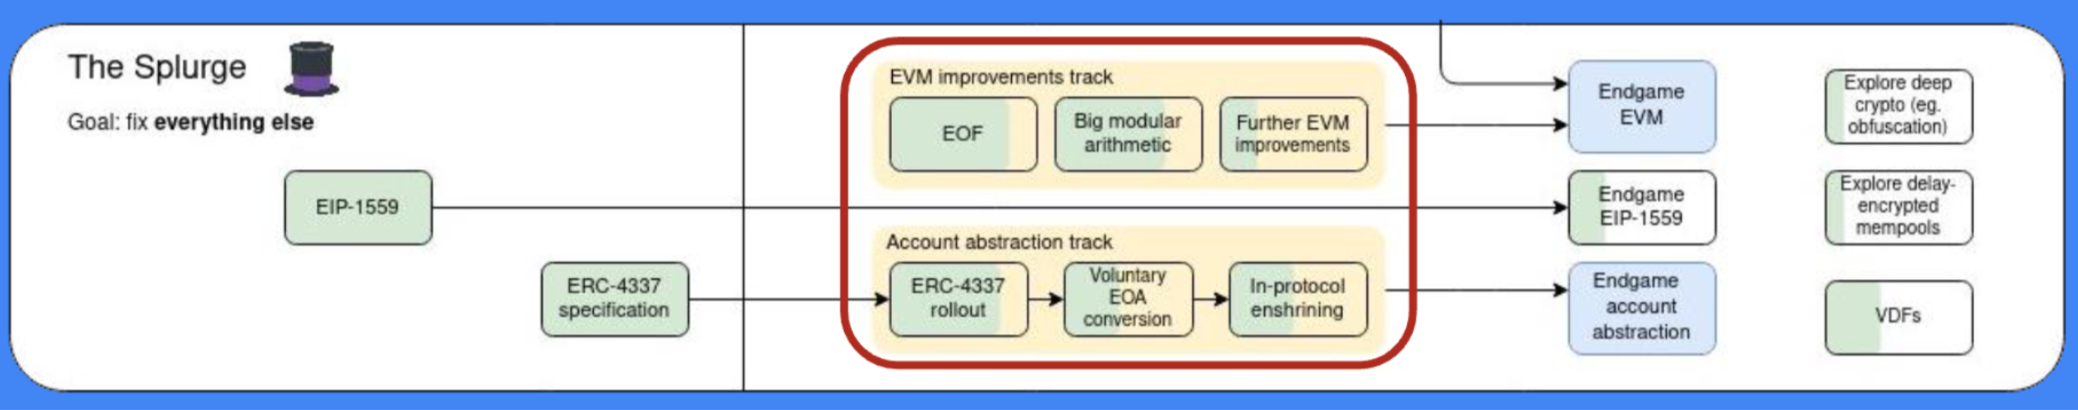 The Splurge
Goal: fix everything else
EIP-1559
ERC-4337
specification
EVM improvements track
EOF
Big modular
arithmetic
Further EVM
improvements
Account abstraction track
ERC-4337
rollout
Voluntary
EOA
conversion
In-protocol
enshrining
Endgame
EVM
Endgame
EIP-1559
Endgame
account
abstraction
Explore deep
crypto (eg.
obfuscation)
Explore delay-
encrypted
mempools
VDFs